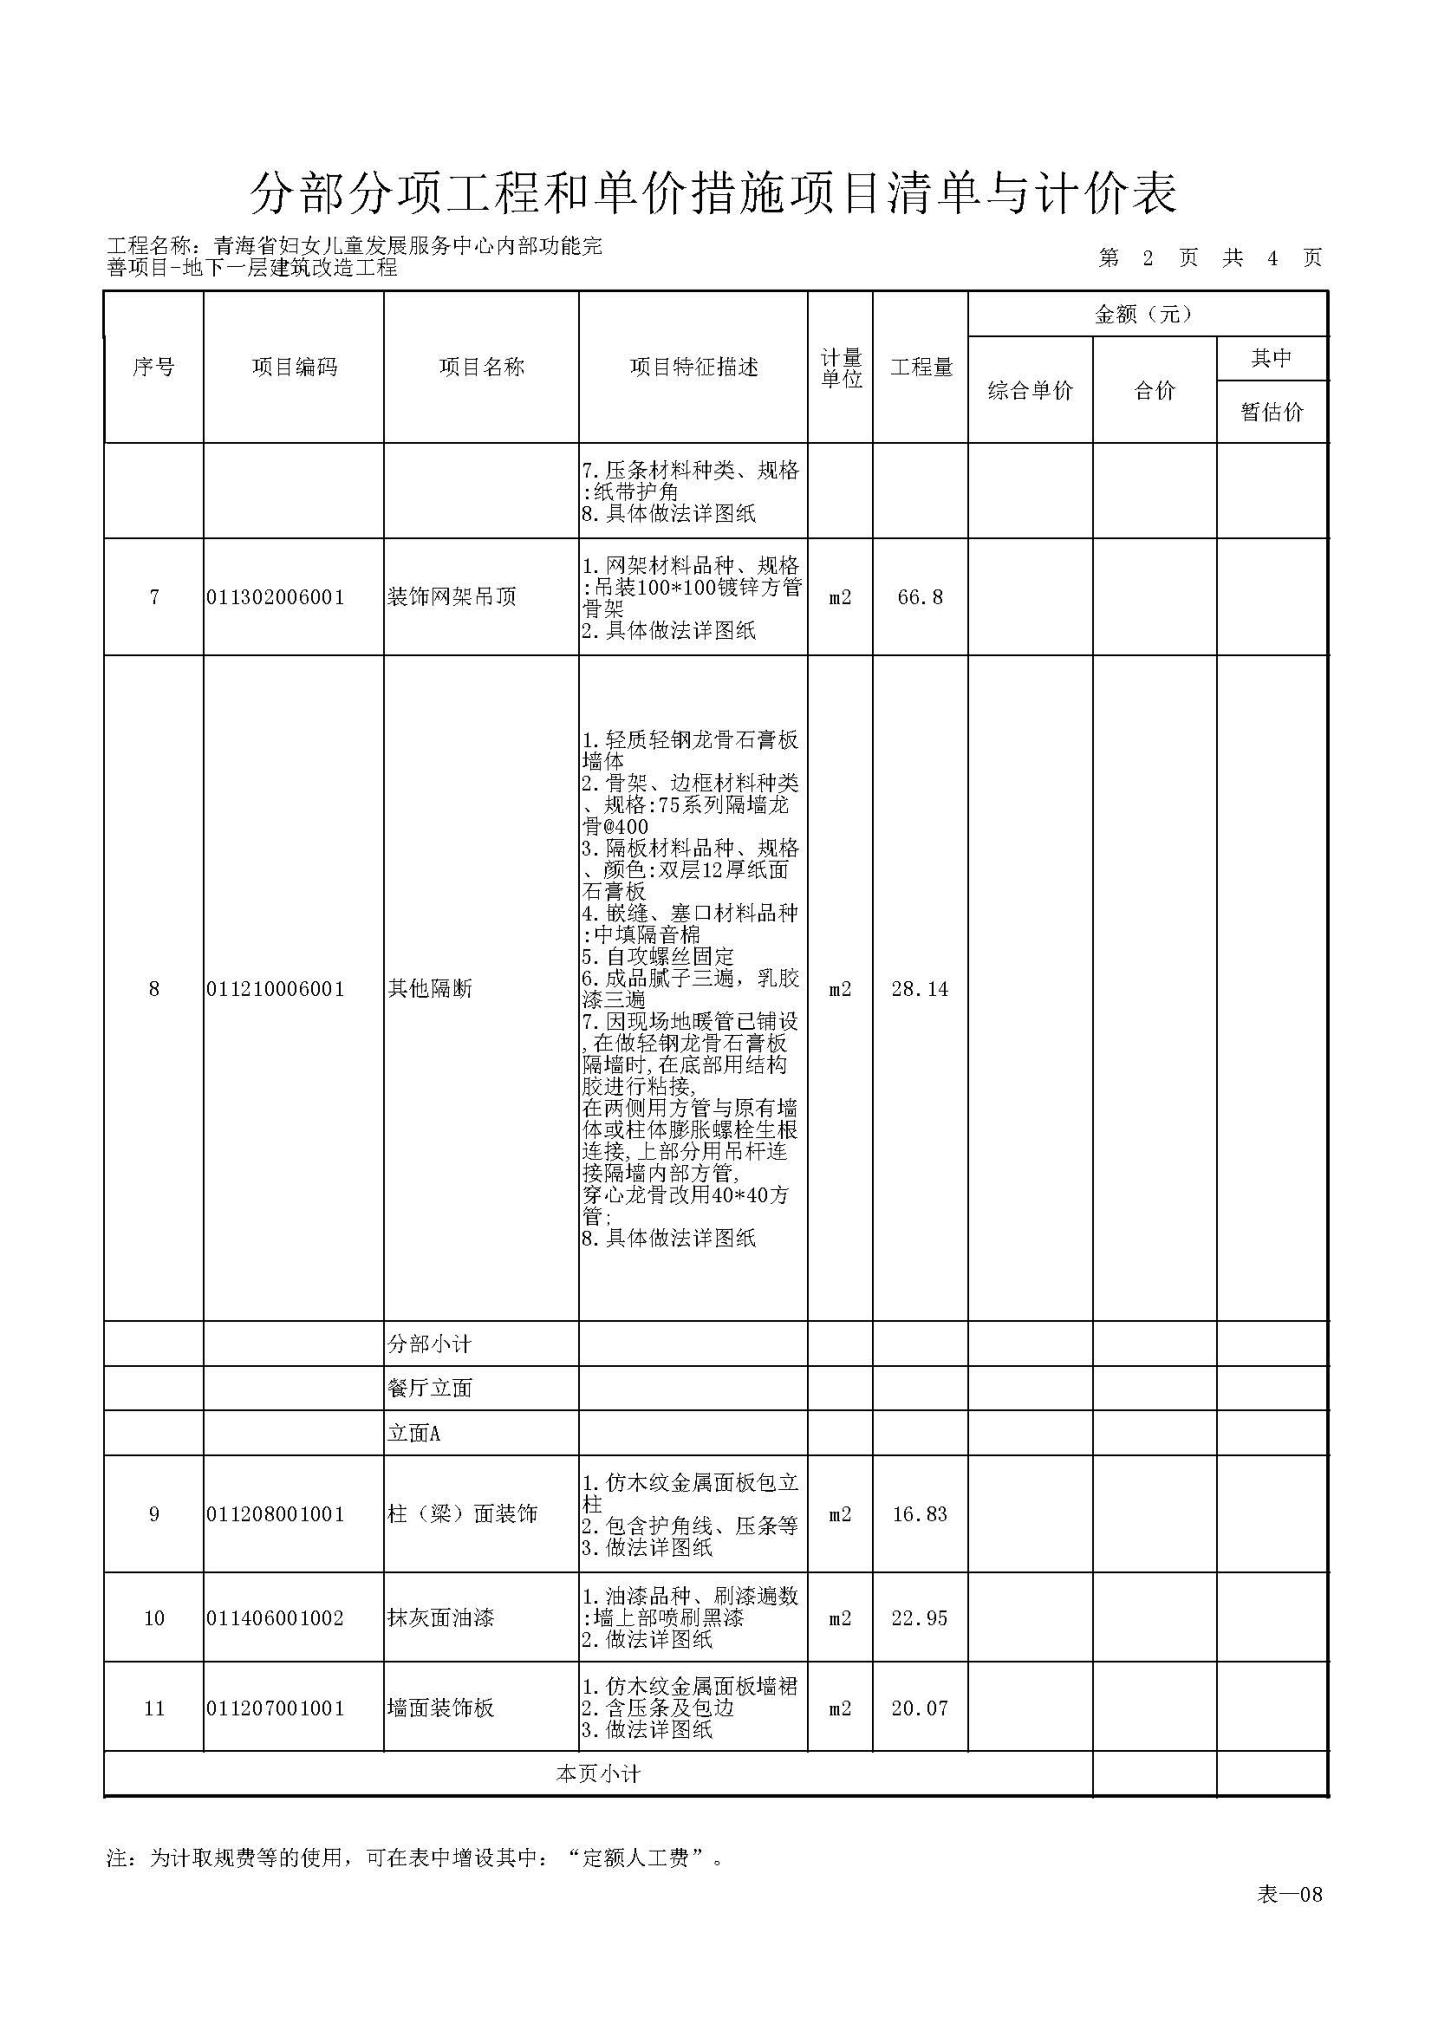 分部分项工程和单价措施项目清单与计价表
工程名称：青海省妇女儿童发展服务中心内部功能完
善项目-地下一层建筑改造工程
第 2 页 共 4 页
序号
项目编码
项目名称
项目特征描述
计量
单位
工程量
金额（元）
综合单价
合价
其中
暂估价
7.压条材料种类、规格
:纸带护角
8.具体做法详图纸
7
011302006001
装饰网架吊顶
1.网架材料品种、规格
:吊装100*100镀锌方管
骨架
2.具体做法详图纸
m2
66.8
8
011210006001
其他隔断
1.轻质轻钢龙骨石膏板
墙体
2.骨架、边框材料种类
、规格:75系列隔墙龙
骨@400
3.隔板材料品种、规格
、颜色:双层12厚纸面
石膏板
4.嵌缝、塞口材料品种
:中填隔音棉
5.自攻螺丝固定
6.成品腻子三遍，乳胶
漆三遍
7.因现场地暖管已铺设
,在做轻钢龙骨石膏板
隔墙时,在底部用结构
胶进行粘接,
在两侧用方管与原有墙
体或柱体膨胀螺栓生根
连接,上部分用吊杆连
接隔墙内部方管,
穿心龙骨改用40*40方
管;
8.具体做法详图纸
m2
28.14
分部小计
餐厅立面
立面A
9
011208001001
柱（梁）面装饰
1.仿木纹金属面板包立
柱
2.包含护角线、压条等
3.做法详图纸
m2
16.83
10
011406001002
抹灰面油漆
1.油漆品种、刷漆遍数
:墙上部喷刷黑漆
2.做法详图纸
m2
22.95
11
011207001001
墙面装饰板
1.仿木纹金属面板墙裙
2.含压条及包边
3.做法详图纸
m2
20.07
本页小计
注：为计取规费等的使用，可在表中增设其中：“定额人工费”。
表—08